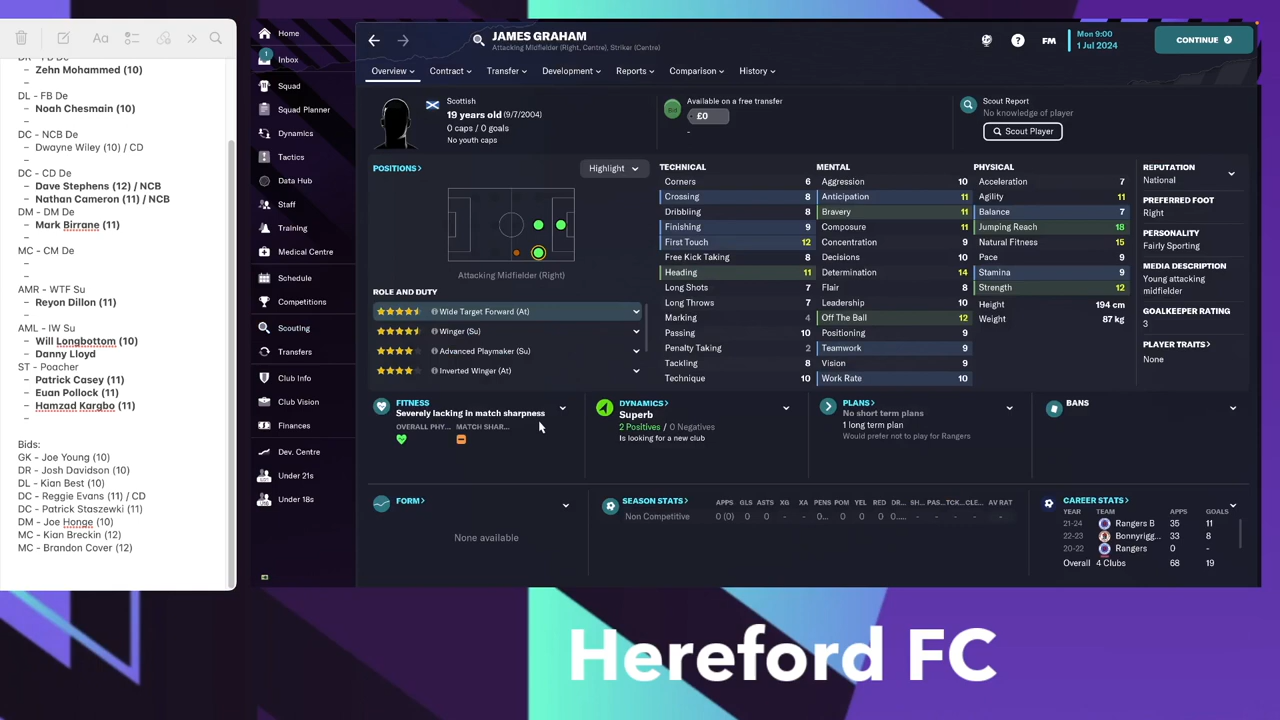 DR - FB De
- Zehn Mohammed (10)
-
DL - FB De
- Noah Chesmain (10)
-
DC - NCB De
- Dwayne Wiley (10) / CD
-
DC - CD De
- Dave Stephens (12) / NCB
- Nathan Cameron (11) / NCB
DM - DM De
- Mark Birrane (11)
-
MC - CM De
-
-
AMR - WTF Su
- Reyon Dillon (11)
-
AML - IW Su
- Will Longbottom (10)
- Danny Lloyd
ST - Poacher
- Patrick Casey (11)
- Euan Pollock (11)
- Hamzad Kargbo (11)
-
Bids:
GK - Joe Young (10)
DR - Josh Davidson (10)
DL - Kian Best (10)
DC - Reggie Evans (11) / CD
DC - Patrick Staszewki (11)
DM - Joe Honge (10)
MC - Kian Breckin (12)
MC - Brandon Cover (12)
Home
1
Inbox
Squad
Squad Planner
Dynamics
Tactics
Data Hub
Staff
Training
Medical Centre
Schedule
Competitions
Scouting
Transfers
Club Info
Club Vision
Finances
Dev. Centre
Under 21s
Under 18s
JAMES GRAHAM
Attacking Midfielder (Right, Centre), Striker (Centre)
FM
Mon 9:00
1 Jul 2024
CONTINUE
Overview
Contract
Transfer
Development
Reports
Comparison
History
Scottish
19 years old (9/7/2004)
0 caps / 0 goals
No youth caps
Available on a free transfer
£0
-
Scout Report
No knowledge of player
Scout Player
POSITIONS>
Highlight
Attacking Midfielder (Right)
ROLE AND DUTY
Wide Target Forward (At)
Winger (Su)
Advanced Playmaker (Su)
Inverted Winger (At)
TECHNICAL
Corners 6
Crossing 8
Dribbling 8
Finishing 9
First Touch 12
Free Kick Taking 8
Heading 11
Long Shots 7
Long Throws 7
Marking 4
Passing 10
Penalty Taking 2
Tackling 8
Technique 10
MENTAL
Aggression 10
Anticipation 11
Bravery 11
Composure 11
Concentration 9
Decisions 10
Determination 14
Flair 8
Leadership 10
Off The Ball 12
Positioning 9
Teamwork 9
Vision 9
Work Rate 10
PHYSICAL
Acceleration 7
Agility 11
Balance 7
Jumping Reach 18
Natural Fitness 15
Pace 9
Stamina 9
Strength 12
Height 194 cm
Weight 87 kg
REPUTATION
National
PREFERRED FOOT
Right
PERSONALITY
Fairly Sporting
MEDIA DESCRIPTION
Young attacking
midfielder
GOALKEEPER RATING
3
PLAYER TRAITS>
None
FITNESS
Severely lacking in match sharpness
OVERALL PHY... MATCH SHAR...
DYNAMICS>
Superb
2 Positives / 0 Negatives
Is looking for a new club
PLANS>
No short term plans
1 long term plan
Would prefer not to play for Rangers
BANS
FORM>
None available
SEASON STATS> APPS GLS ASTS XG XA PENS POM YEL RED DR... SH... PAS... TCK... CLE... AV RAT
Non Competitive 0 (0) 0 0 - - 0... 0 0 0 0.... - - - - -
CAREER STATS>
YEAR TEAM APPS GOALS
21-24 Rangers B 35 11
22-23 Bonnyrigg... 33 8
20-22 Rangers 0 -
Overall 4 Clubs 68 19
Hereford FC